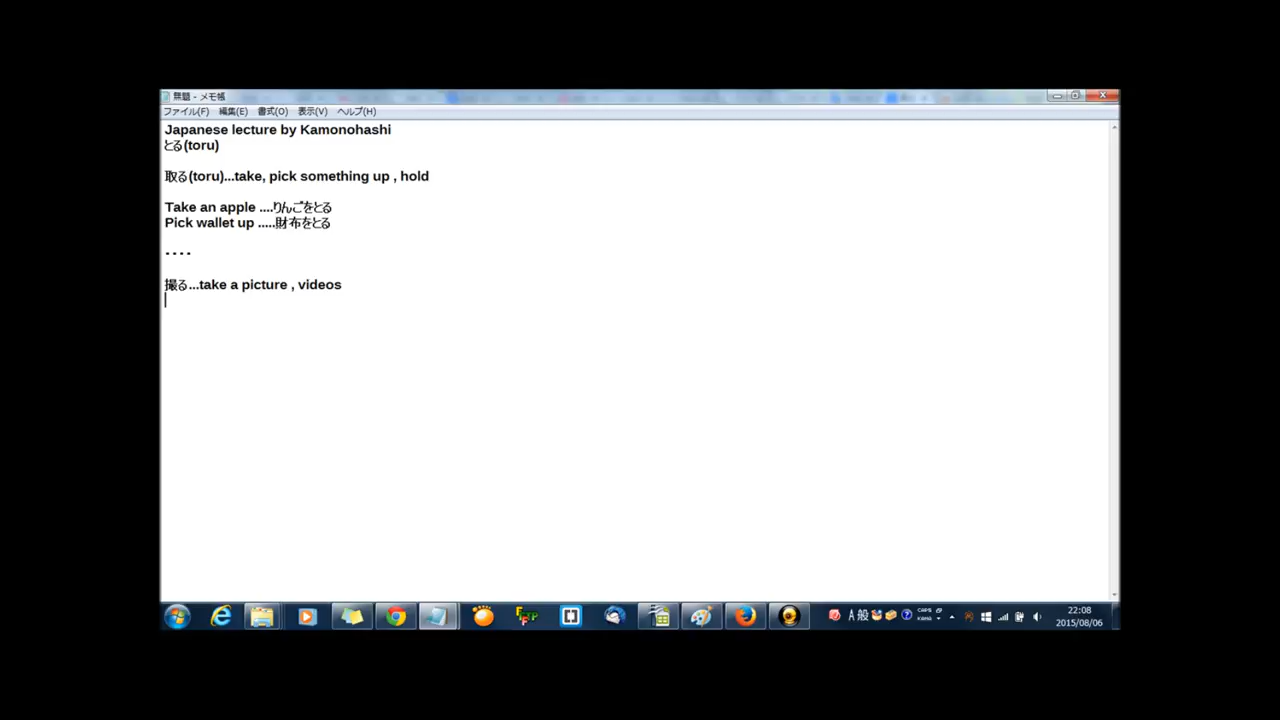 無題 - メモ帳
ファイル(F) 編集(E) 書式(O) 表示(V) ヘルプ(H)
Japanese lecture by Kamonohashi
とる(toru)
取る(toru)...take, pick something up , hold
Take an apple ....りんごをとる
Pick wallet up .....財布をとる
- - - -
撮る...take a picture , videos
A 般 CAPS KANA
22:08
2015/08/06